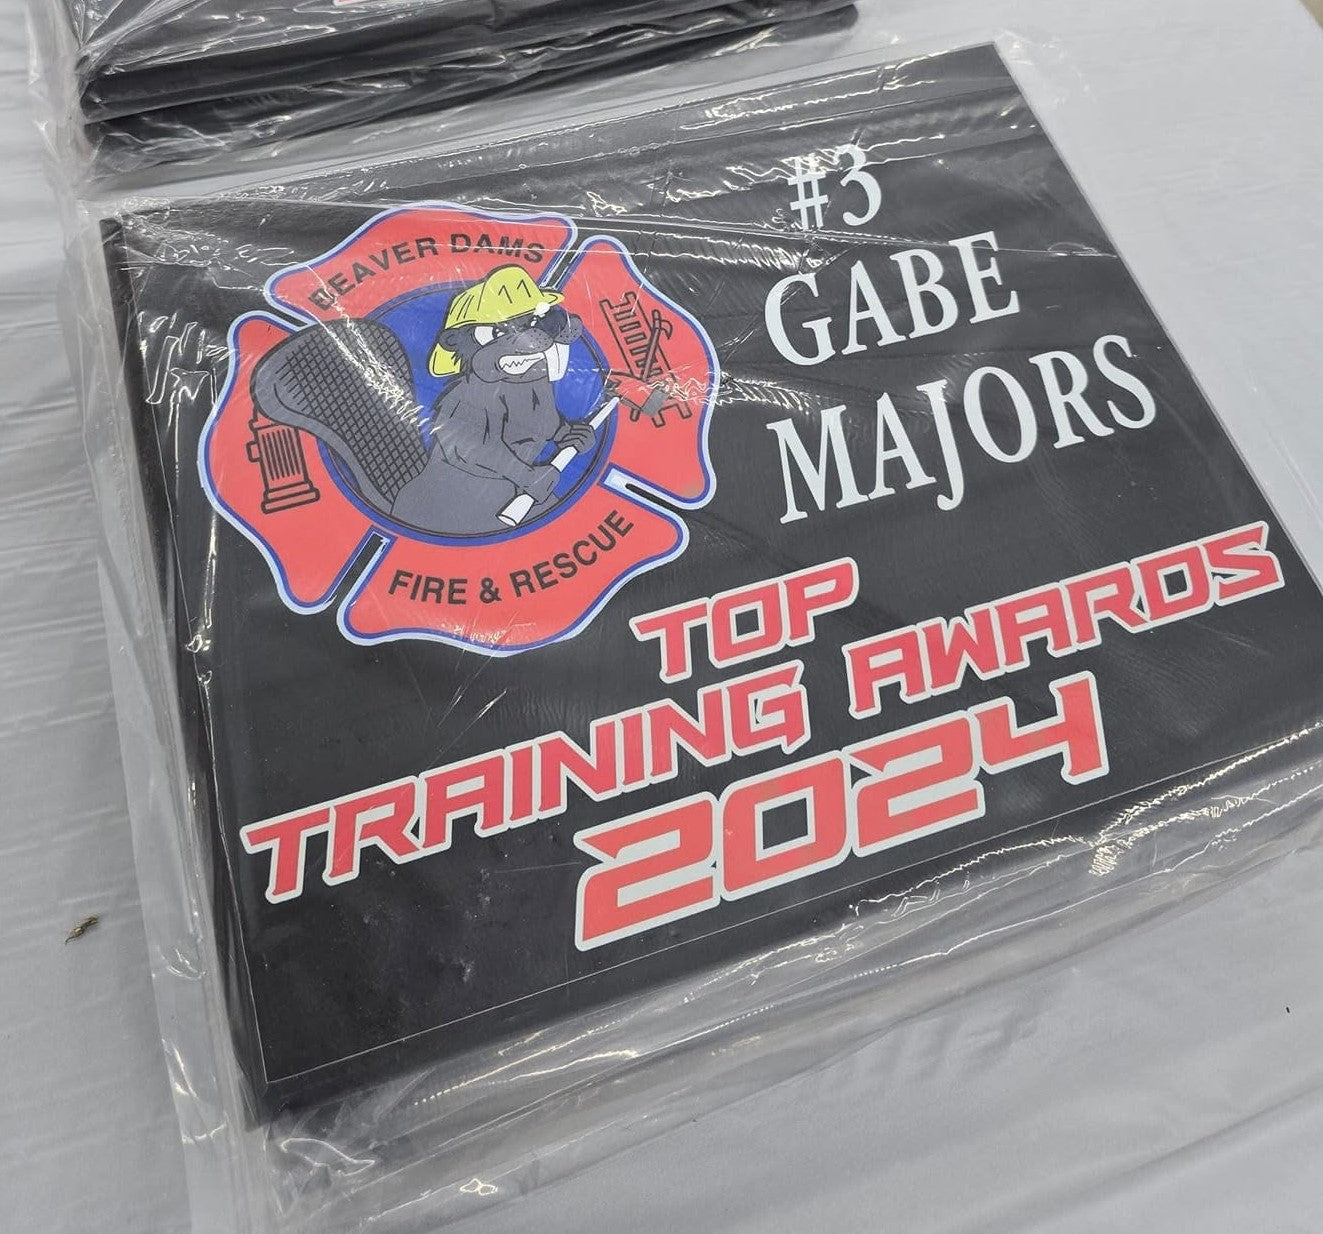 BEAVER DAMS
11
FIRE & RESCUE
#3
GABE
MAJORS
TOP
TRAINING AWARDS
2024